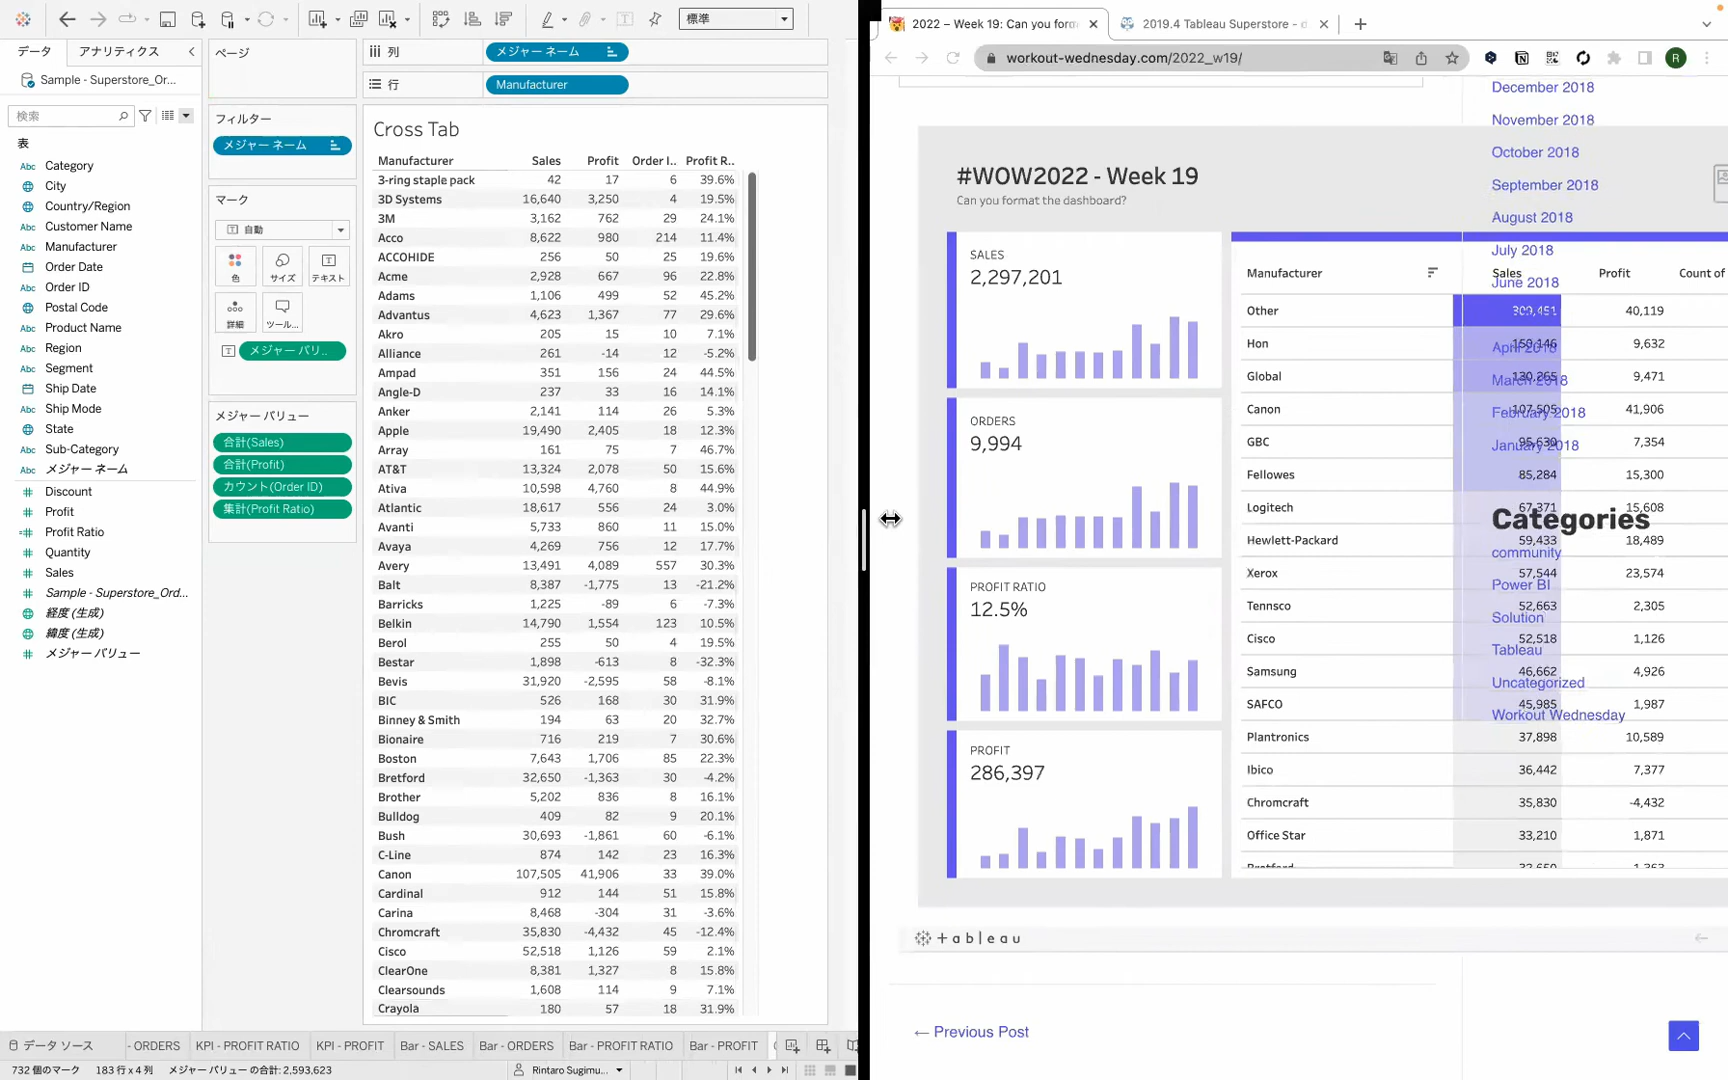 標準
データ
アナリティクス
Sample - Superstore_Or...
検索
表
Category
City
Country/Region
Customer Name
Manufacturer
Order Date
Order ID
Postal Code
Product Name
Region
Segment
Ship Date
Ship Mode
State
Sub-Category
メジャー ネーム
Discount
Profit
Profit Ratio
Quantity
Sales
Sample - Superstore_Ord...
経度 (生成)
緯度 (生成)
メジャー バリュー
ページ
フィルター
メジャー ネーム
マーク
自動
色
サイズ
テキスト
詳細
ツール...
メジャー バリ..
メジャー バリュー
合計(Sales)
合計(Profit)
カウント(Order ID)
集計(Profit Ratio)
列
メジャー ネーム
行
Manufacturer
Cross Tab
Manufacturer Sales Profit Order I.. Profit R..
3-ring staple pack 42 17 6 39.6%
3D Systems 16,640 3,250 4 19.5%
3M 3,162 762 29 24.1%
Acco 8,622 980 214 11.4%
ACCOHIDE 256 50 25 19.6%
Acme 2,928 667 96 22.8%
Adams 1,106 499 52 45.2%
Advantus 4,623 1,367 77 29.6%
Akro 205 15 10 7.1%
Alliance 261 -14 12 -5.2%
Ampad 351 156 24 44.5%
Angle-D 237 33 16 14.1%
Anker 2,141 114 26 5.3%
Apple 19,490 2,405 18 12.3%
Array 161 75 7 46.7%
AT&T 13,324 2,078 50 15.6%
Ativa 10,598 4,760 8 44.9%
Atlantic 18,617 556 24 3.0%
Avanti 5,733 860 11 15.0%
Avaya 4,269 756 12 17.7%
Avery 13,491 4,089 557 30.3%
Balt 8,387 -1,775 13 -21.2%
Barricks 1,225 -89 6 -7.3%
Belkin 14,790 1,554 123 10.5%
Berol 255 50 4 19.5%
Bestar 1,898 -613 8 -32.3%
Bevis 31,920 -2,595 58 -8.1%
BIC 526 168 30 31.9%
Binney & Smith 194 63 20 32.7%
Bionaire 716 219 7 30.6%
Boston 7,643 1,706 85 22.3%
Bretford 32,650 -1,363 30 -4.2%
Brother 5,202 836 8 16.1%
Bulldog 409 82 9 20.1%
Bush 30,693 -1,861 60 -6.1%
C-Line 874 142 23 16.3%
Canon 107,505 41,906 33 39.0%
Cardinal 912 144 51 15.8%
Carina 8,468 -304 31 -3.6%
Chromcraft 35,830 -4,432 45 -12.4%
Cisco 52,518 1,126 59 2.1%
ClearOne 8,381 1,327 8 15.8%
Clearsounds 1,608 114 9 7.1%
Crayola 180 57 18 31.9%
データ ソース
- ORDERS
KPI - PROFIT RATIO
KPI - PROFIT
Bar - SALES
Bar - ORDERS
Bar - PROFIT RATIO
Bar - PROFIT
732 個のマーク 183 行 x 4 列 メジャー バリュー の合計: 2,593,623
Rintaro Sugimu...
2022 – Week 19: Can you form
2019.4 Tableau Superstore - d
workout-wednesday.com/2022_w19/
R
December 2018
November 2018
October 2018
September 2018
August 2018
July 2018
June 2018
April 2018
March 2018
February 2018
January 2018
Categories
community
Power BI
Solution
Tableau
Uncategorized
Workout Wednesday
#WOW2022 - Week 19
Can you format the dashboard?
SALES
2,297,201
ORDERS
9,994
PROFIT RATIO
12.5%
PROFIT
286,397
Manufacturer Sales Profit Count of
Other 309,451 40,119
Hon 159,146 9,632
Global 130,265 9,471
Canon 107,505 41,906
GBC 95,630 7,354
Fellowes 85,284 15,300
Logitech 67,371 15,608
Hewlett-Packard 59,433 18,489
Xerox 57,544 23,574
Tennsco 52,663 2,305
Cisco 52,518 1,126
Samsung 46,662 4,926
SAFCO 45,985 1,987
Plantronics 37,898 10,589
Ibico 36,442 7,377
Chromcraft 35,830 -4,432
Office Star 33,210 1,871
+ a b l e a u
← Previous Post